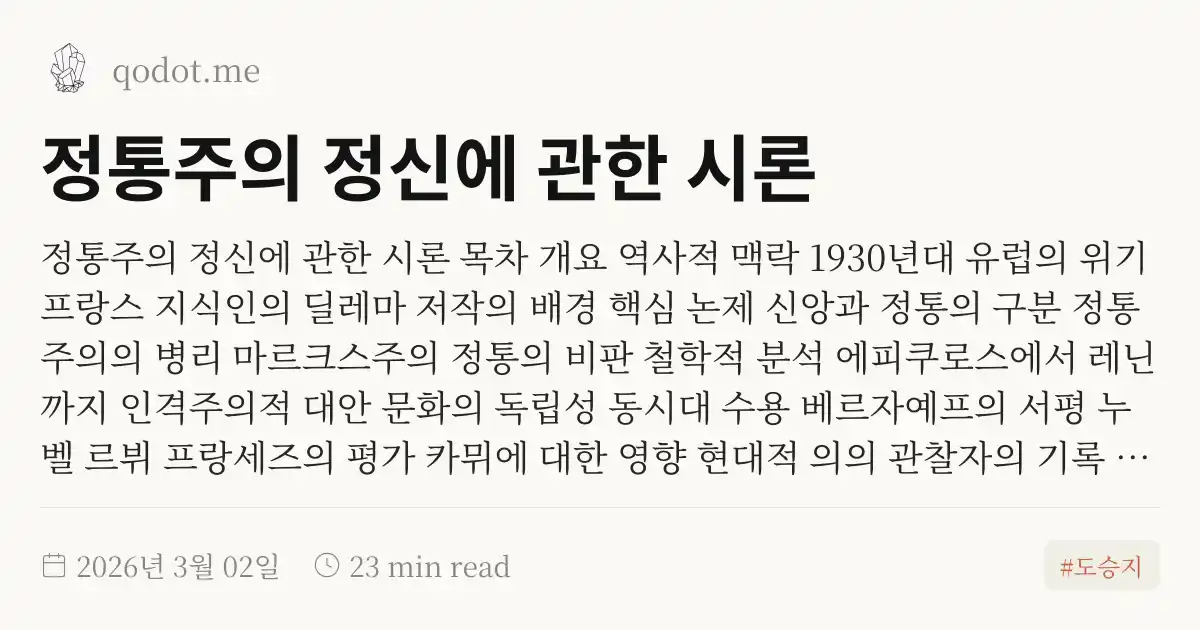 qodot.me
정통주의 정신에 관한 시론
정통주의 정신에 관한 시론 목차 개요 역사적 맥락 1930년대 유럽의 위기
프랑스 지식인의 딜레마 저작의 배경 핵심 논제 신앙과 정통의 구분 정통
주의의 병리 마르크스주의 정통의 비판 철학적 분석 에피쿠로스에서 레닌
까지 인격주의적 대안 문화의 독립성 동시대 수용 베르자예프의 서평 누
벨 르뷔 프랑세즈의 평가 카뮈에 대한 영향 현대적 의의 관찰자의 기록 …
2026년 3월 02일 23 min read #도승지